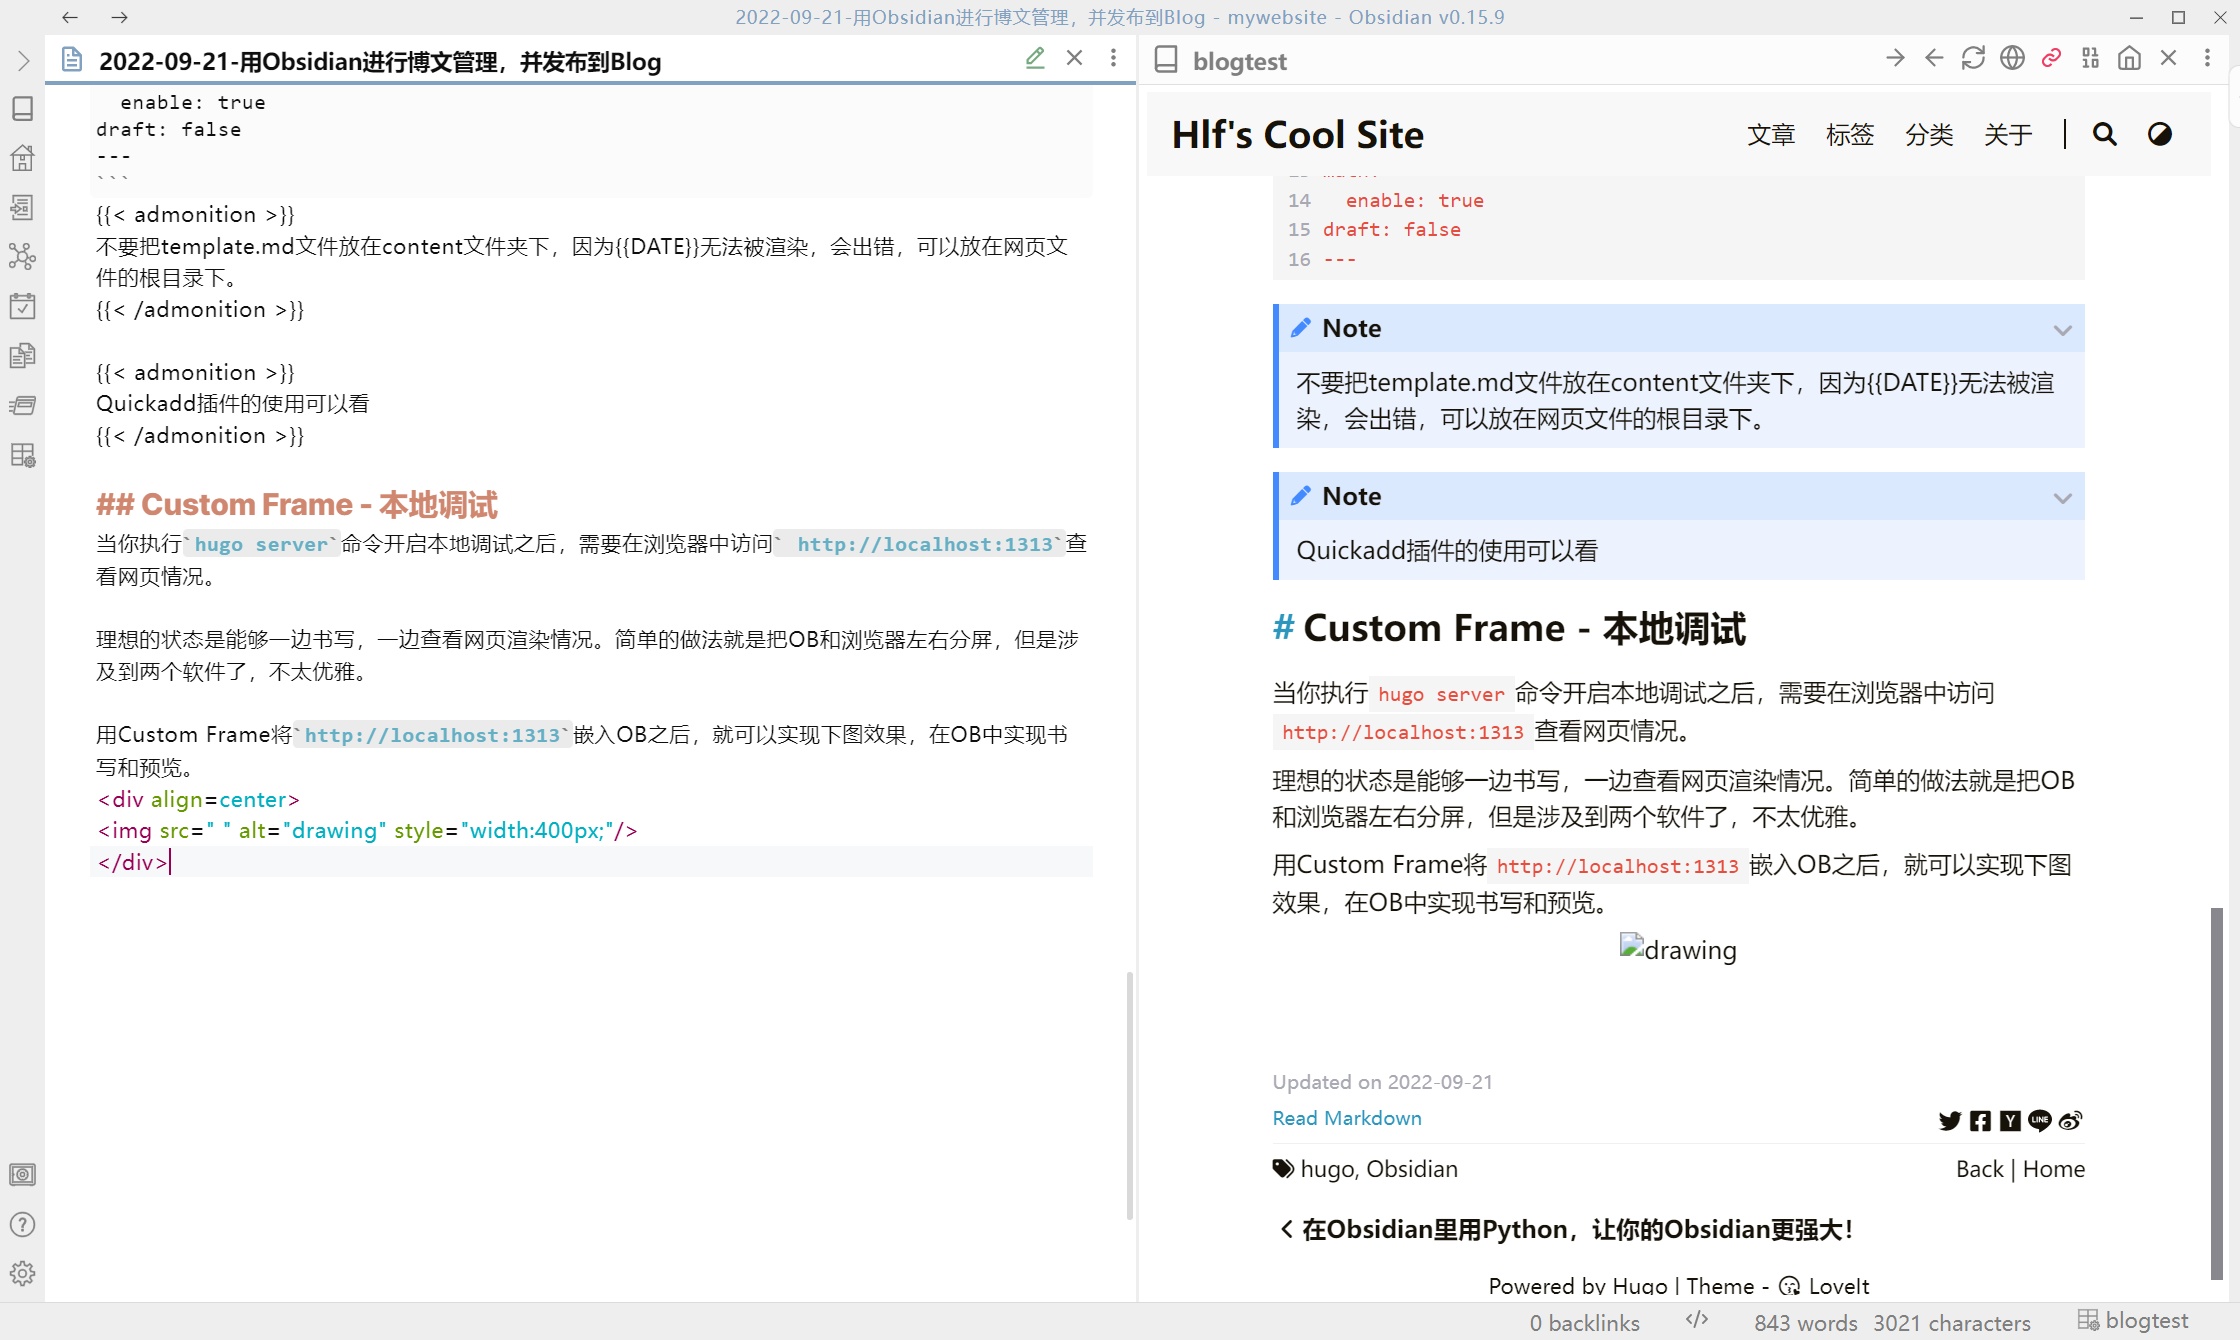 2022-09-21-用Obsidian进行博文管理，并发布到Blog - mywebsite - Obsidian v0.15.9
2022-09-21-用Obsidian进行博文管理，并发布到Blog
enable: true
draft: false
---
```
{{< admonition >}}
不要把template.md文件放在content文件夹下，因为{{DATE}}无法被渲染，会出错，可以放在网页文
件的根目录下。
{{< /admonition >}}
{{< admonition >}}
Quickadd插件的使用可以看
{{< /admonition >}}
## Custom Frame - 本地调试
当你执行`hugo server`命令开启本地调试之后，需要在浏览器中访问` http://localhost:1313`查
看网页情况。
理想的状态是能够一边书写，一边查看网页渲染情况。简单的做法就是把OB和浏览器左右分屏，但是涉
及到两个软件了，不太优雅。
用Custom Frame将`http://localhost:1313`嵌入OB之后，就可以实现下图效果，在OB中实现书
写和预览。
<div align=center>
<img src=" " alt="drawing" style="width:400px;"/>
</div>
blogtest
Hlf's Cool Site
文章 标签 分类 关于
14 enable: true
15 draft: false
16 ---
Note
不要把template.md文件放在content文件夹下，因为{{DATE}}无法被渲
染，会出错，可以放在网页文件的根目录下。
Note
Quickadd插件的使用可以看
# Custom Frame - 本地调试
当你执行 hugo server 命令开启本地调试之后，需要在浏览器中访问
http://localhost:1313 查看网页情况。
理想的状态是能够一边书写，一边查看网页渲染情况。简单的做法就是把OB
和浏览器左右分屏，但是涉及到两个软件了，不太优雅。
用Custom Frame将 http://localhost:1313 嵌入OB之后，就可以实现下图
效果，在OB中实现书写和预览。
drawing
Updated on 2022-09-21
Read Markdown
LINE
hugo, Obsidian
Back | Home
在Obsidian里用Python，让你的Obsidian更强大！
Powered by Hugo | Theme - LoveIt
0 backlinks </> 843 words 3021 characters blogtest